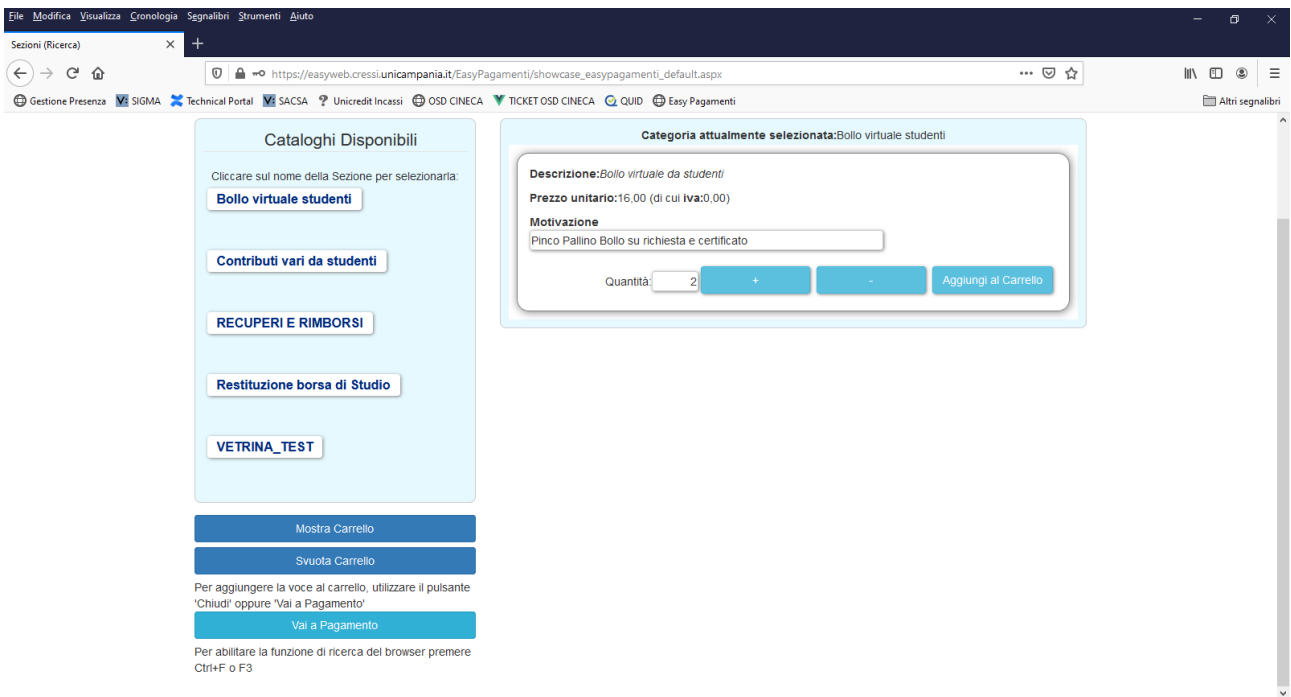 File Modifica Visualizza Cronologia Segnalibri Strumenti Aiuto
Sezioni (Ricerca)
https://easyweb.cressi.unicampania.it/EasyPagamenti/showcase_easypagamenti_default.aspx
Gestione Presenza SIGMA Technical Portal SACSA Unicredit Incassi OSD CINECA TICKET OSD CINECA QUID Easy Pagamenti Altri segnalibri
Cataloghi Disponibili
Cliccare sul nome della Sezione per selezionarla:
Bollo virtuale studenti
Contributi vari da studenti
RECUPERI E RIMBORSI
Restituzione borsa di Studio
VETRINA_TEST
Mostra Carrello
Svuota Carrello
Per aggiungere la voce al carrello, utilizzare il pulsante
'Chiudi' oppure 'Vai a Pagamento'
Vai a Pagamento
Per abilitare la funzione di ricerca del browser premere
Ctrl+F o F3
Categoria attualmente selezionata:Bollo virtuale studenti
Descrizione:Bollo virtuale da studenti
Prezzo unitario:16,00 (di cui iva:0,00)
Motivazione
Pinco Pallino Bollo su richiesta e certificato
Quantità: 2 + - Aggiungi al Carrello